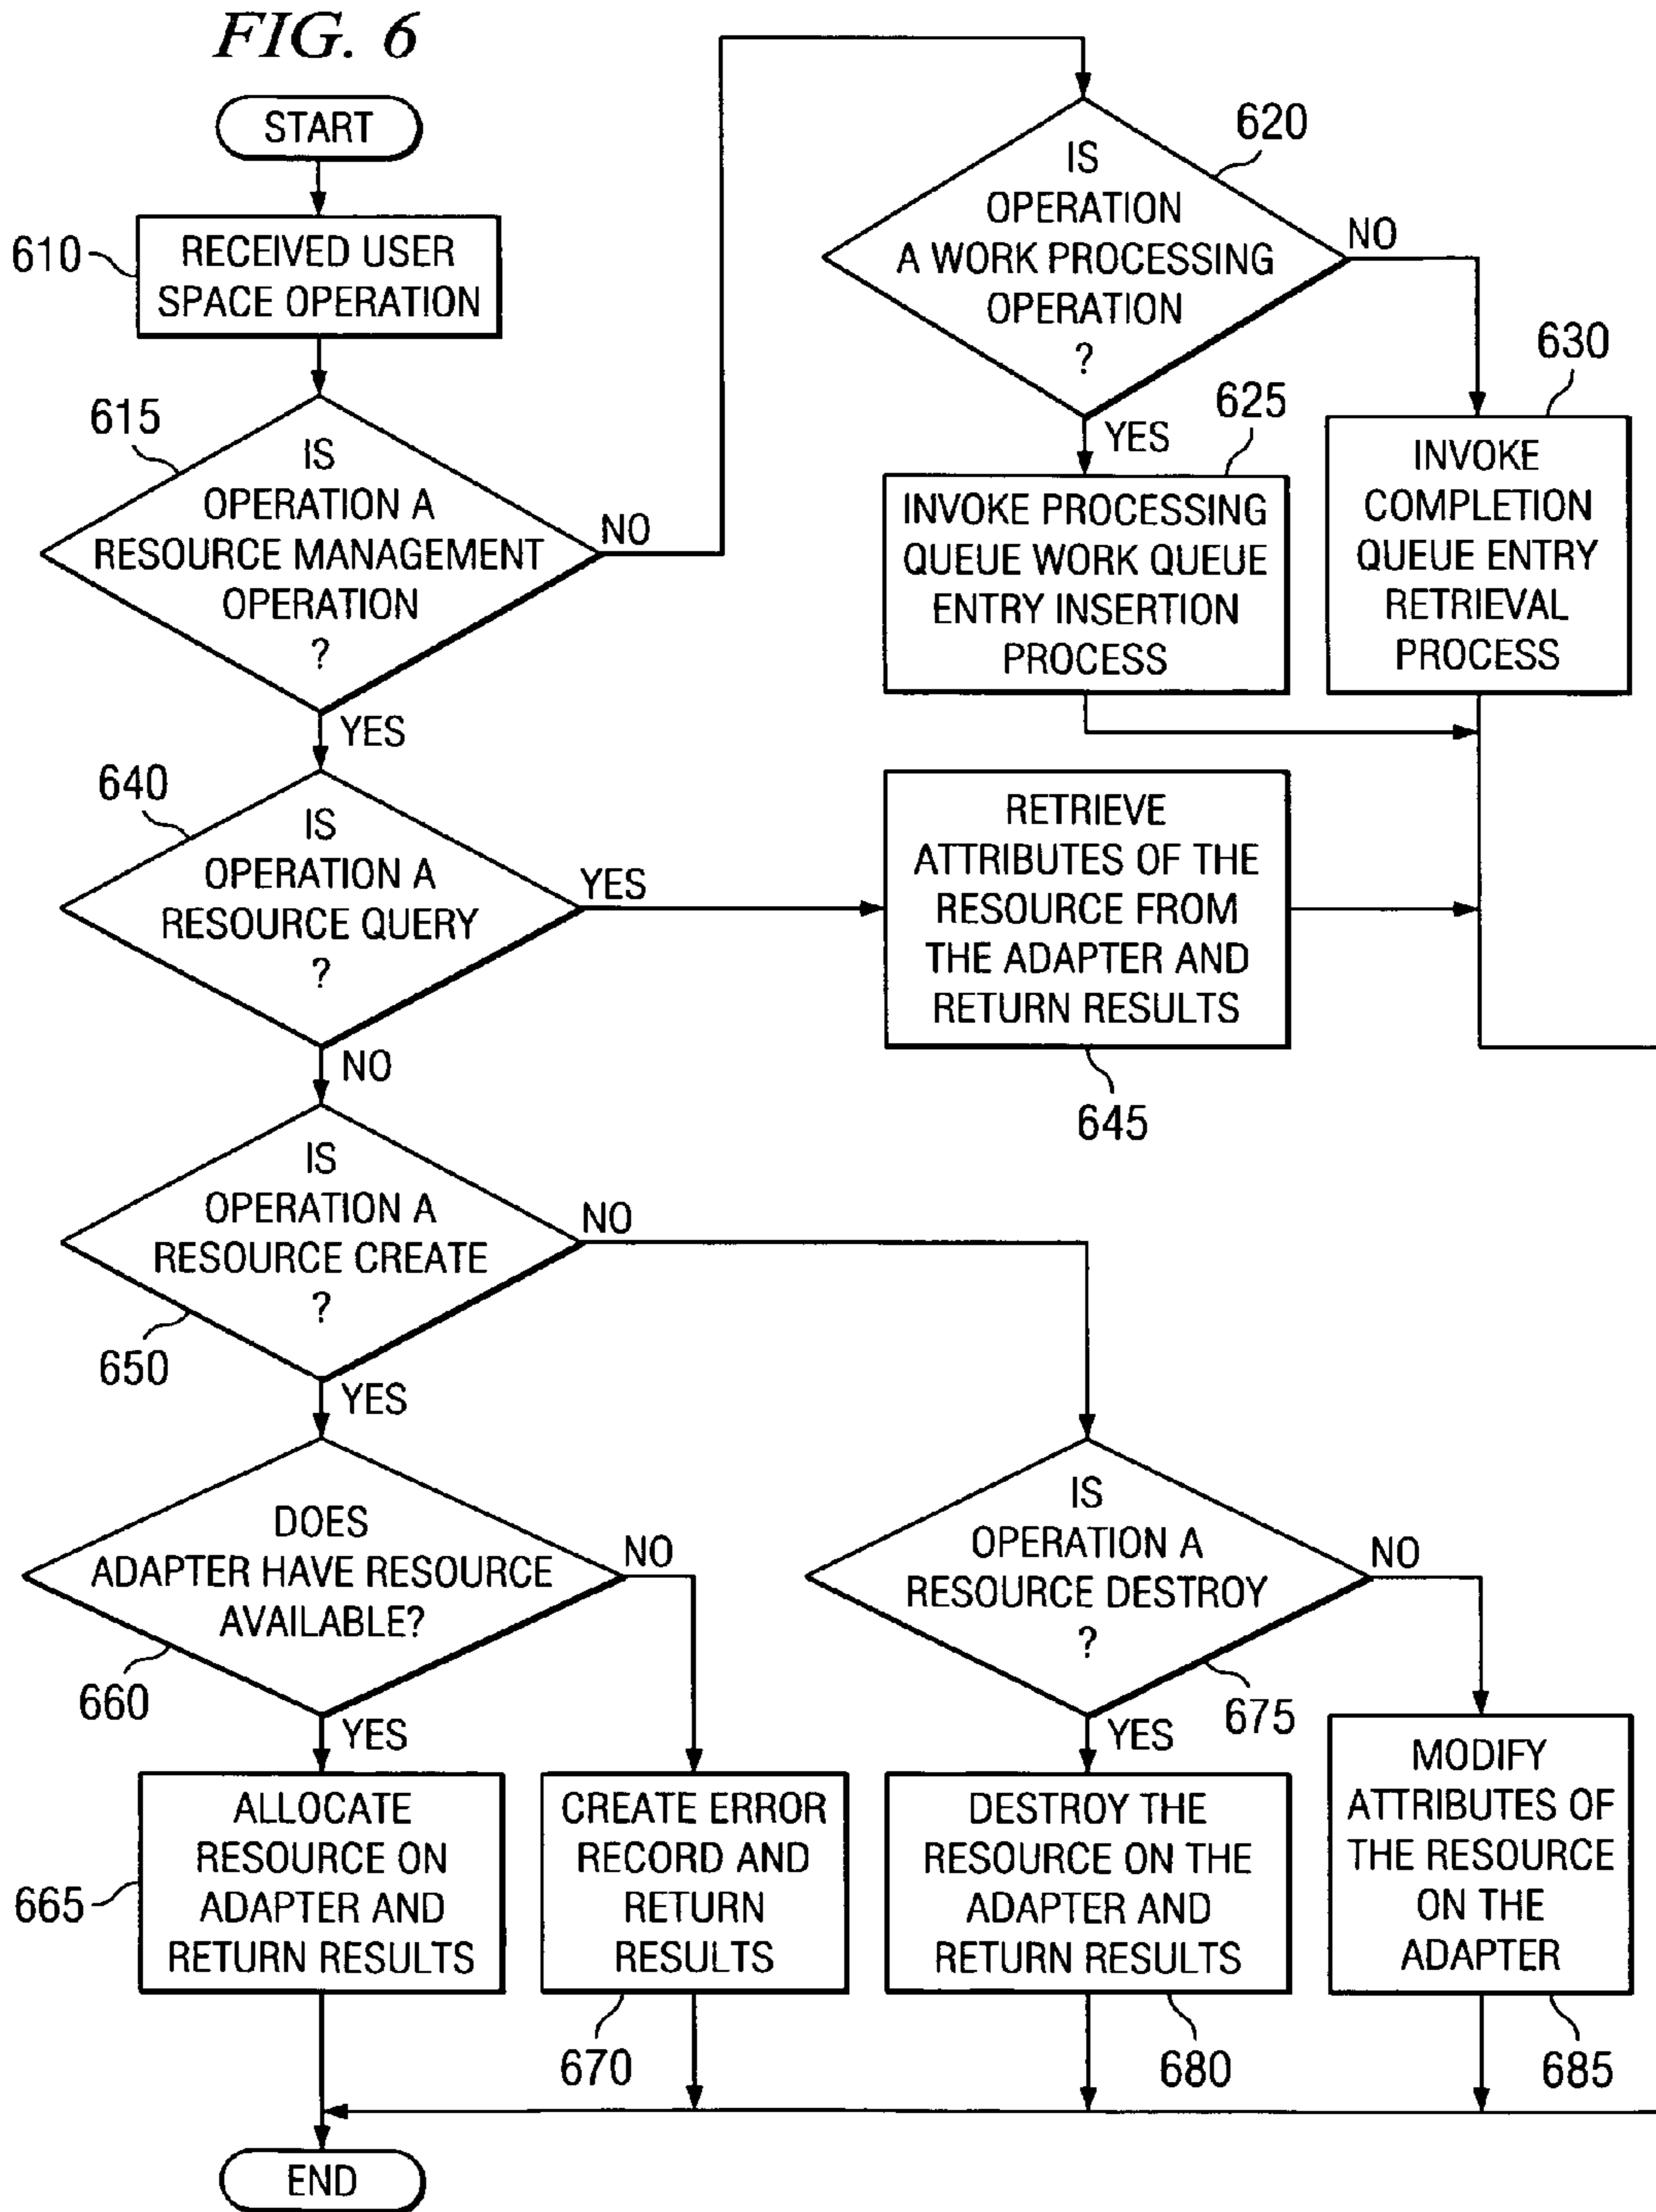 FIG. 6
START
610
RECEIVED USER
SPACE OPERATION
615
IS
OPERATION A
RESOURCE MANAGEMENT
OPERATION
?
NO
YES
620
IS
OPERATION
A WORK PROCESSING
OPERATION
?
NO
YES
625
INVOKE PROCESSING
QUEUE WORK QUEUE
ENTRY INSERTION
PROCESS
630
INVOKE
COMPLETION
QUEUE ENTRY
RETRIEVAL
PROCESS
640
IS
OPERATION A
RESOURCE QUERY
?
YES
NO
RETRIEVE
ATTRIBUTES OF THE
RESOURCE FROM
THE ADAPTER AND
RETURN RESULTS
645
IS
OPERATION A
RESOURCE CREATE
?
650
NO
YES
DOES
ADAPTER HAVE RESOURCE
AVAILABLE?
660
NO
YES
IS
OPERATION A
RESOURCE DESTROY
?
675
NO
YES
665
ALLOCATE
RESOURCE ON
ADAPTER AND
RETURN RESULTS
CREATE ERROR
RECORD AND
RETURN
RESULTS
670
DESTROY THE
RESOURCE ON THE
ADAPTER AND
RETURN RESULTS
680
MODIFY
ATTRIBUTES OF
THE RESOURCE
ON THE
ADAPTER
685
END